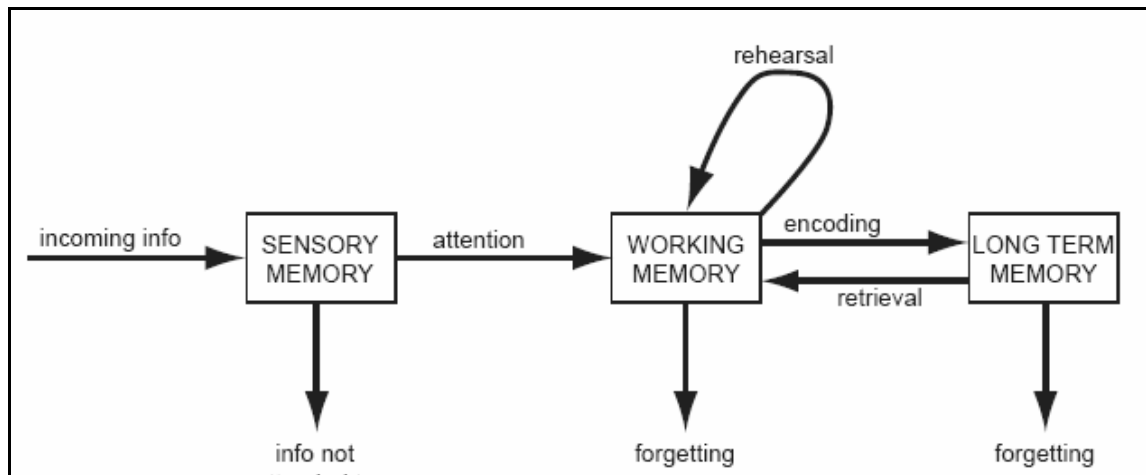 rehearsal
incoming info
SENSORY
MEMORY
attention
WORKING
MEMORY
encoding
retrieval
LONG TERM
MEMORY
info not
forgetting
forgetting